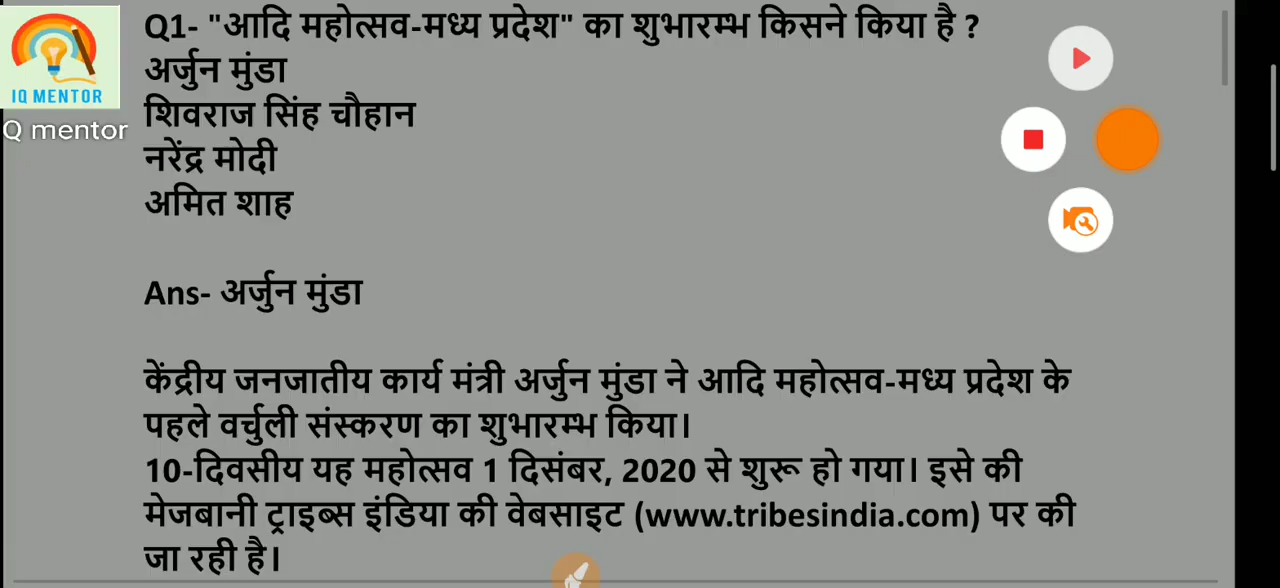 Q1- "आदि महोत्सव-मध्य प्रदेश" का शुभारम्भ किसने किया है ?
अर्जुन मुंडा
IQ MENTOR
शिवराज सिंह चौहान
Q mentor
नरेंद्र मोदी
अमित शाह
Ans- अर्जुन मुंडा
केंद्रीय जनजातीय कार्य मंत्री अर्जुन मुंडा ने आदि महोत्सव-मध्य प्रदेश के
पहले वर्चुली संस्करण का शुभारम्भ किया।
10-दिवसीय यह महोत्सव 1 दिसंबर, 2020 से शुरू हो गया। इसे की
मेजबानी ट्राइब्स इंडिया की वेबसाइट (www.tribesindia.com) पर की
जा रही है।